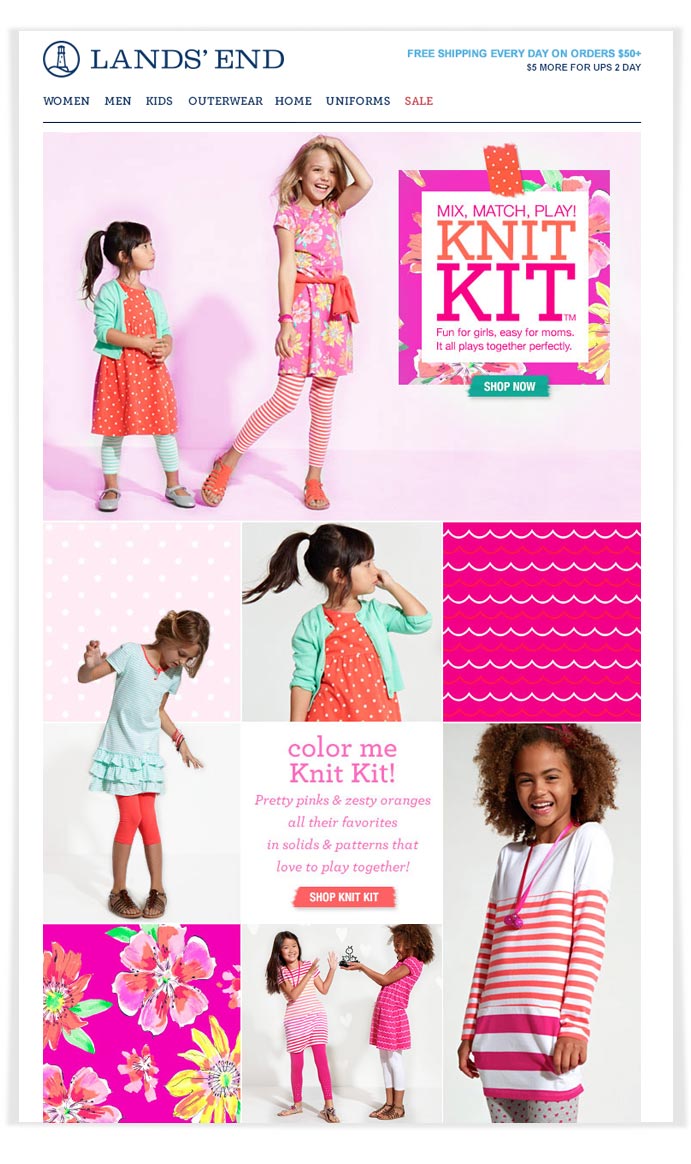 LANDS' END
FREE SHIPPING EVERY DAY ON ORDERS $50+
$5 MORE FOR UPS 2 DAY
WOMEN MEN KIDS OUTERWEAR HOME UNIFORMS SALE
MIX, MATCH, PLAY!
KNIT
KIT™
Fun for girls, easy for moms.
It all plays together perfectly.
SHOP NOW
color me
Knit Kit!
Pretty pinks & zesty oranges
all their favorites
in solids & patterns that
love to play together!
SHOP KNIT KIT